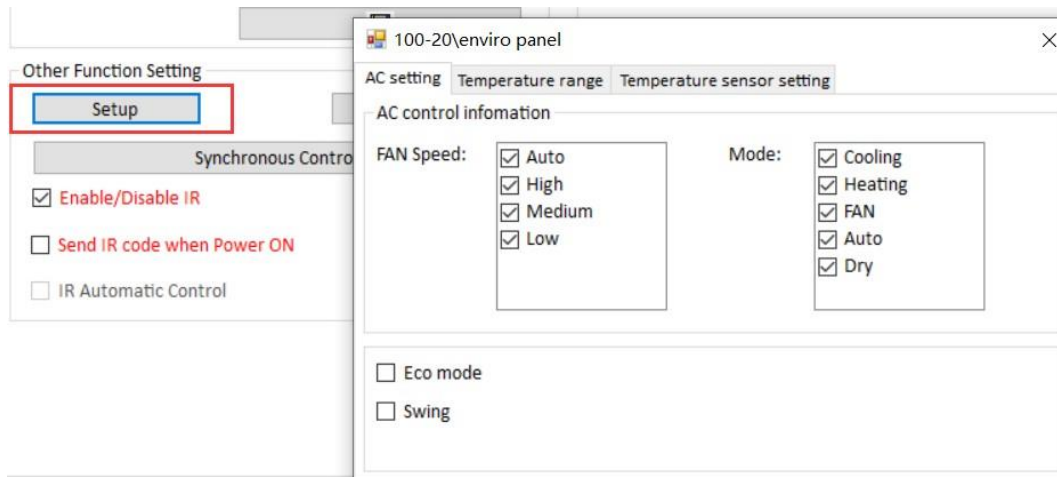 100-20\enviro panel
Other Function Setting
Setup
Synchronous Contro
Enable/Disable IR
Send IR code when Power ON
IR Automatic Control
AC setting Temperature range Temperature sensor setting
AC control infomation
FAN Speed:
Auto
High
Medium
Low
Mode:
Cooling
Heating
FAN
Auto
Dry
Eco mode
Swing